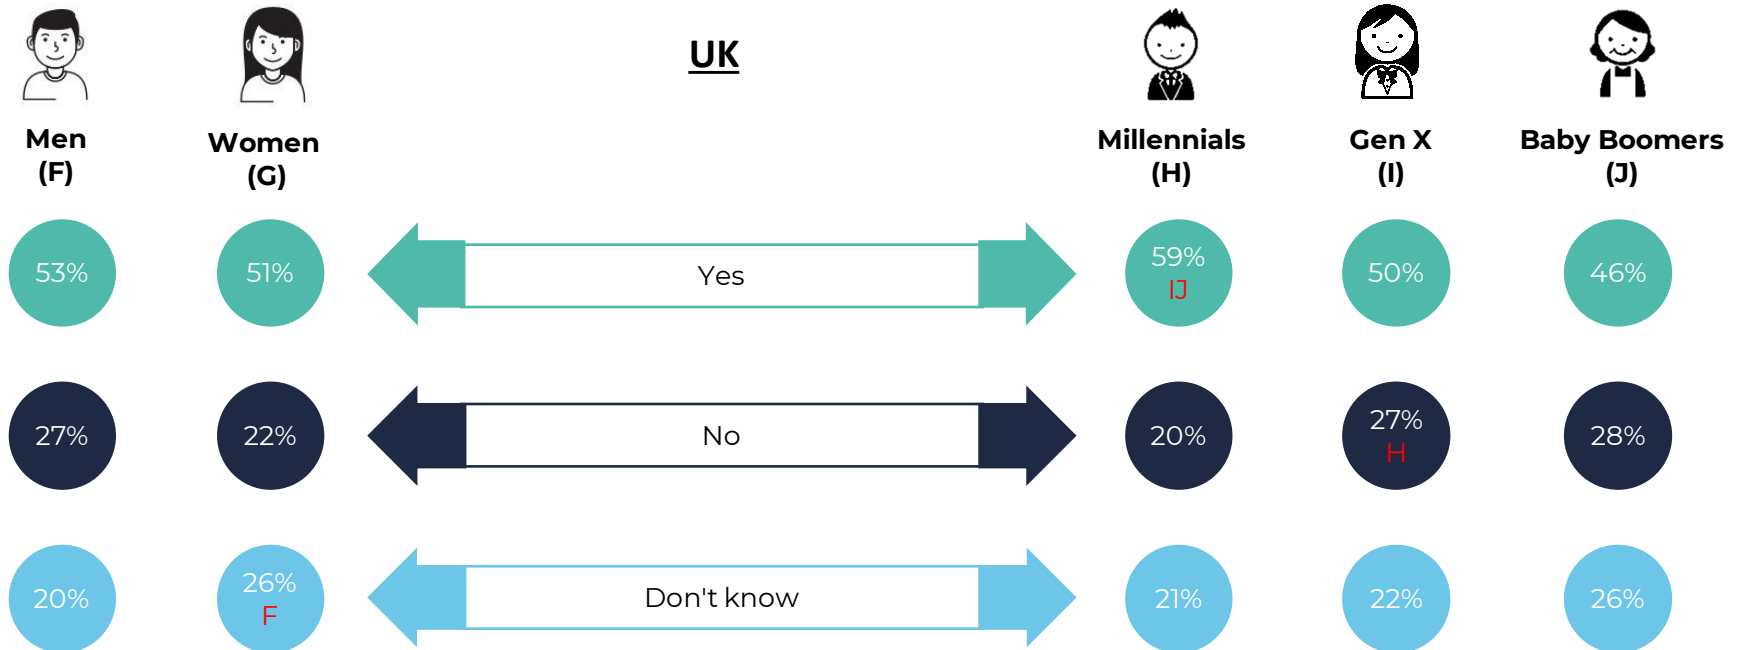 UK
Men
(F)
Women
(G)
Millennials
(H)
Gen X
(I)
Baby Boomers
(J)
53%
51%
Yes
59%
IJ
50%
46%
27%
22%
No
20%
27%
H
28%
20%
26%
F
Don't know
21%
22%
26%